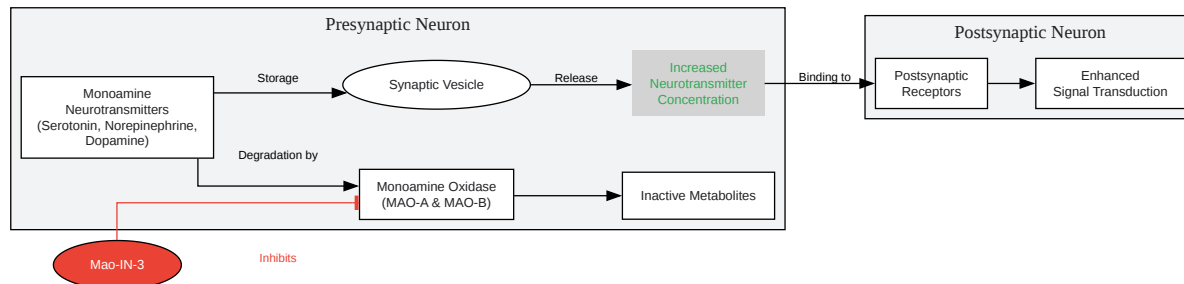 Presynaptic Neuron
Postsynaptic Neuron
Monoamine
Neurotransmitters
(Serotonin, Norepinephrine,
Dopamine)
Storage
Synaptic Vesicle
Release
Increased
Neurotransmitter
Concentration
Binding to
Postsynaptic
Receptors
Enhanced
Signal Transduction
Degradation by
Monoamine Oxidase
(MAO-A & MAO-B)
Inactive Metabolites
Mao-IN-3
Inhibits